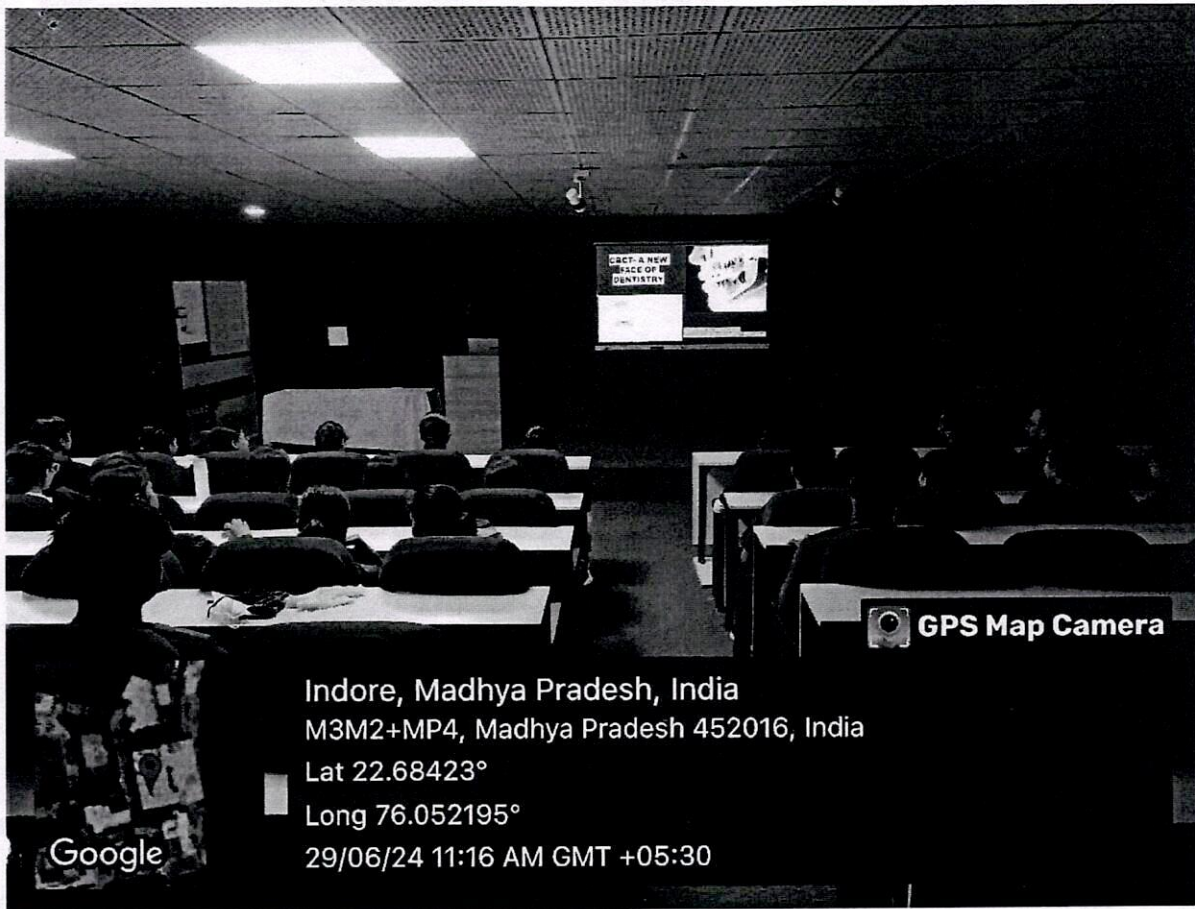 CBCT- A NEW
FACE OF
DENTISTRY
GPS Map Camera
Indore, Madhya Pradesh, India
M3M2+MP4, Madhya Pradesh 452016, India
Lat 22.68423°
Long 76.052195°
29/06/24 11:16 AM GMT +05:30
Google